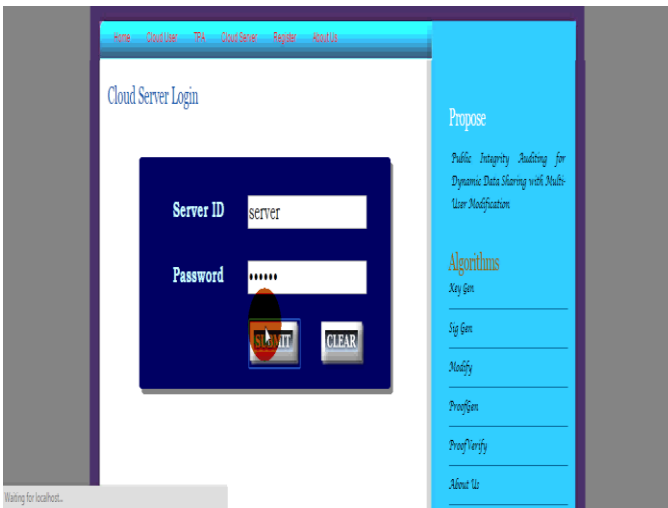 Home Cloud User TPA Cloud Server Register About Us
Cloud Server Login
Server ID
server
Password
••••••
SUBMIT CLEAR
Propose
Public Integrity Auditing for
Dynamic Data Sharing with Multi-
User Modification
Algorithms
Key Gen
Sig Gen
Modify
ProofGen
ProofVerify
About Us
Waiting for localhost...